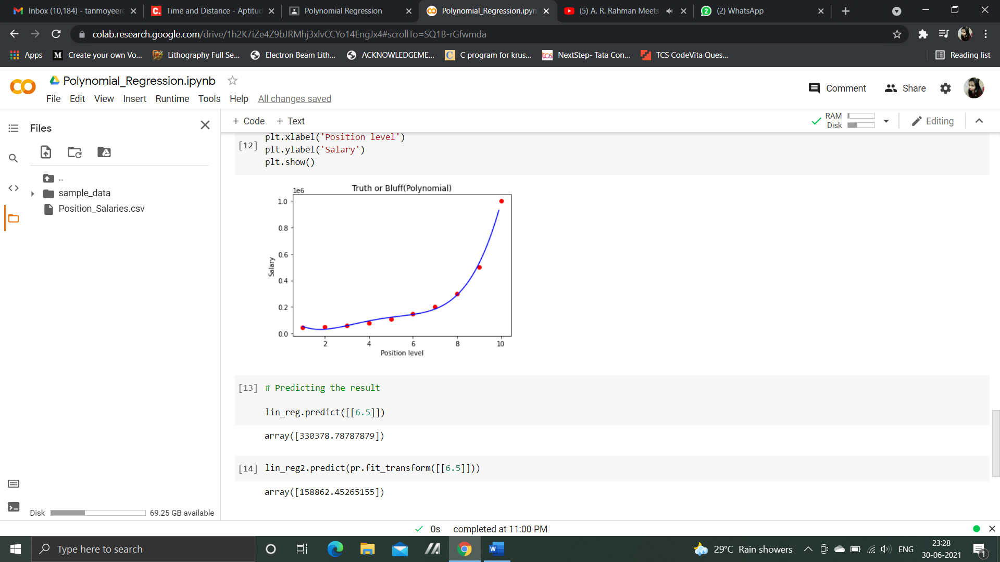 Inbox (10,184) - tanmoyeerc
Time and Distance - Aptitud
Polynomial Regression
Polynomial_Regression.ipyn
(5) A. R. Rahman Meets
(2) WhatsApp
colab.research.google.com/drive/1h2K7iZe4Z9bJRMhj3xlvCCYo14EngJx4#scrollTo=SQ1B-rGfwmda
Apps
Create your own Vo...
Lithography Full Se...
Electron Beam Lith...
ACKNOWLEDGEME...
C program for krus...
NextStep- Tata Con...
TCS CodeVita Ques...
Reading list
Polynomial_Regression.ipynb
File Edit View Insert Runtime Tools Help All changes saved
Comment
Share
Files
+ Code + Text
RAM
Disk
Editing
..
sample_data
Position_Salaries.csv
Disk 69.25 GB available
[12]
plt.xlabel('Position level')
plt.ylabel('Salary')
plt.show()
Truth or Bluff(Polynomial)
1e6
1.0
0.8
0.6
0.4
0.2
0.0
Salary
2 4 6 8 10
Position level
[13] # Predicting the result
lin_reg.predict([[6.5]])
array([330378.78787879])
[14] lin_reg2.predict(pr.fit_transform([[6.5]]))
array([158862.45265155])
0s completed at 11:00 PM
Type here to search
29°C Rain showers
ENG
23:28
30-06-2021
1